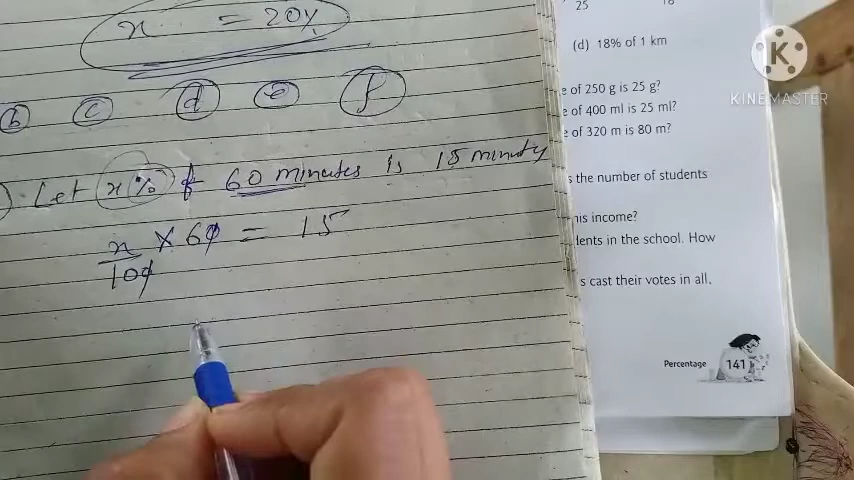 x = 20%
(b) (c) (d) (e) (f)
) Let x% of 60 minutes is 15 minuty
x/100 × 60 = 15
25
18
(d) 18% of 1 km
e of 250 g is 25 g?
e of 400 ml is 25 ml?
e of 320 m is 80 m?
s the number of students
his income?
dents in the school. How
s cast their votes in all.
Percentage 141
K
KINEMASTER